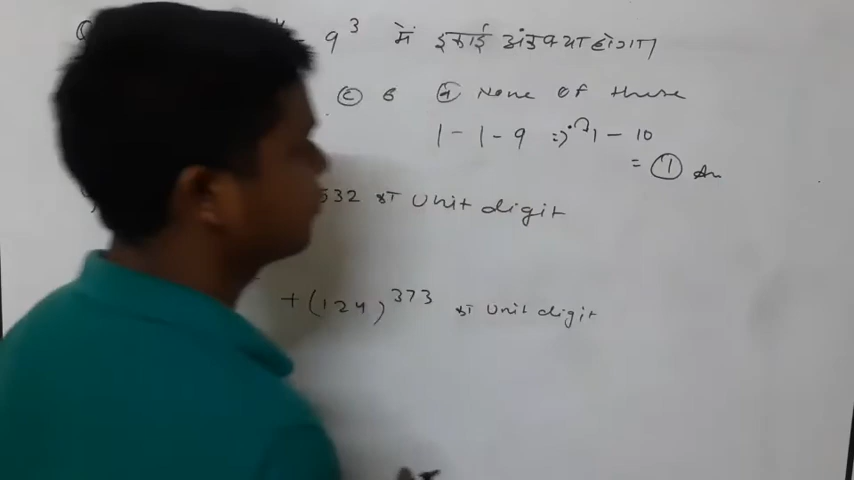 9³ में इकाई अंक क्या होगा
ⓒ 6 ⓓ None of these
1 - 1 - 9 => 1 - 10
= ① An
532 का Unit digit
+ (124)³⁷³ का Unit digit